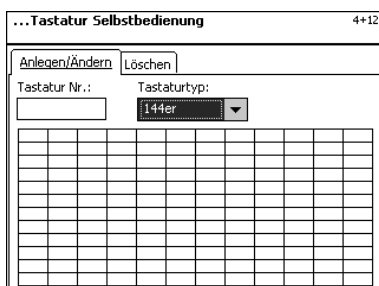 ...Tastatur Selbstbedienung 4+12
Anlegen/Ändern Löschen
Tastatur Nr.: Tastaturtyp:
144er